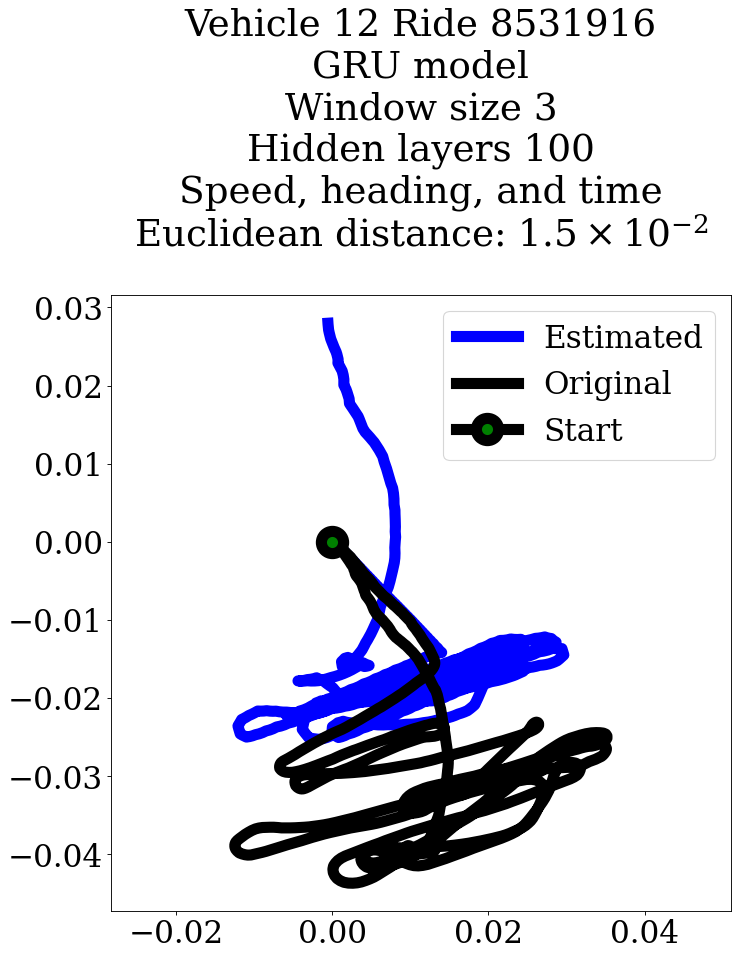 Vehicle 12 Ride 8531916
GRU model
Window size 3
Hidden layers 100
Speed, heading, and time
Euclidean distance: 1.5 × 10⁻²
Estimated
Original
Start
0.03
0.02
0.01
0.00
−0.01
−0.02
−0.03
−0.04
−0.02 0.00 0.02 0.04